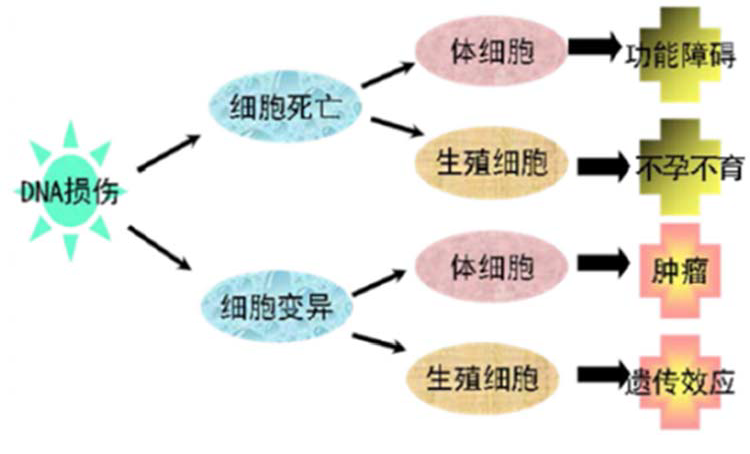 体细胞
功能障碍
细胞死亡
生殖细胞
不孕不育
DNA损伤
体细胞
肿瘤
细胞变异
生殖细胞
遗传效应